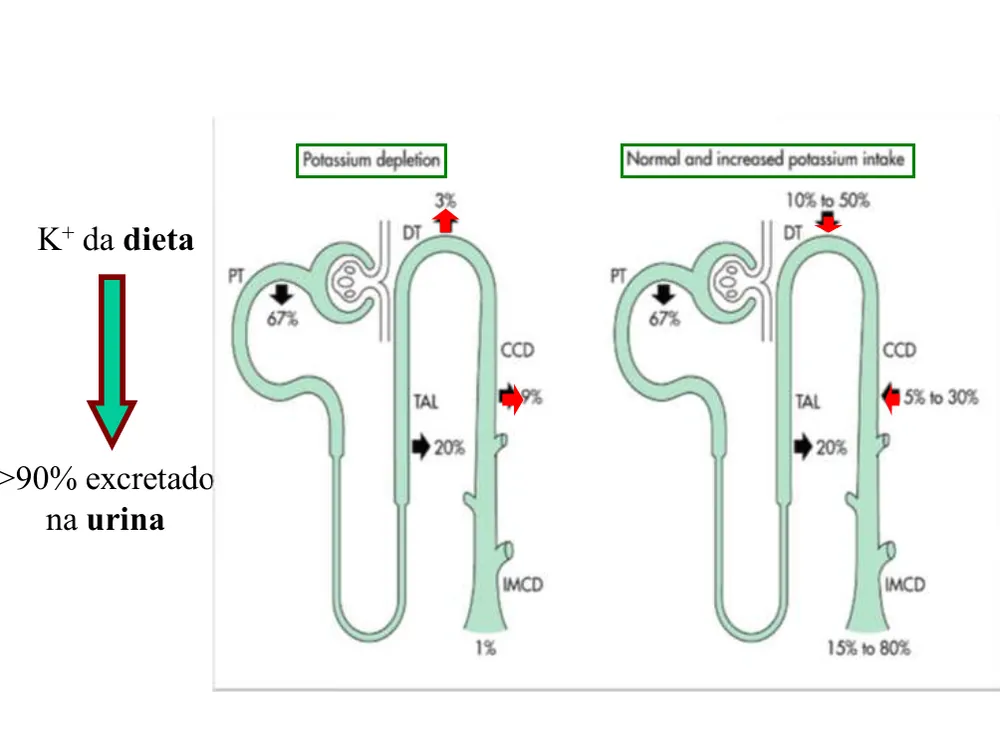 K+ da dieta
>90% excretado
na urina
Potassium depletion
3%
DT
PT
67%
CCD
9%
TAL
20%
IMCD
1%
Normal and increased potassium intake
10% to 50%
DT
PT
67%
CCD
5% to 30%
TAL
20%
IMCD
15% to 80%